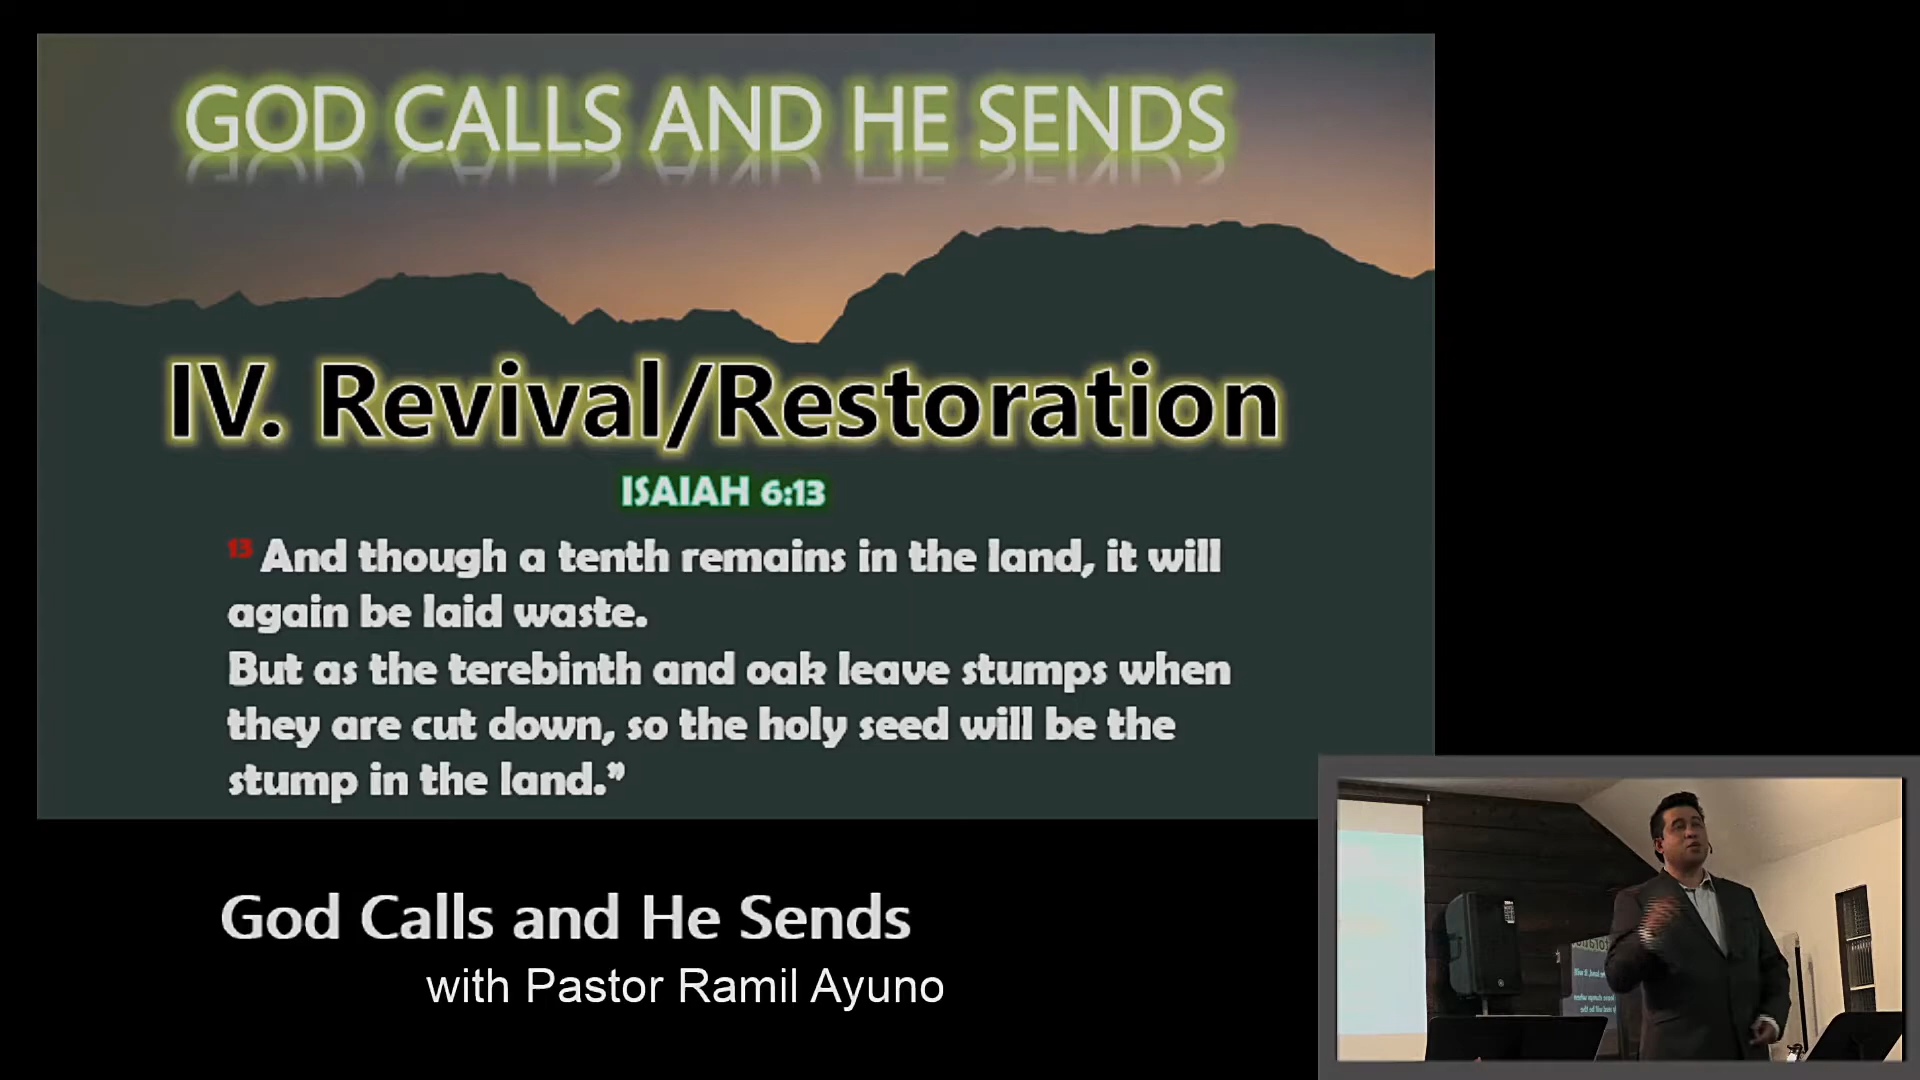 GOD CALLS AND HE SENDS
IV. Revival/Restoration
ISAIAH 6:13
13 And though a tenth remains in the land, it will
again be laid waste.
But as the terebinth and oak leave stumps when
they are cut down, so the holy seed will be the
stump in the land.”
God Calls and He Sends
with Pastor Ramil Ayuno